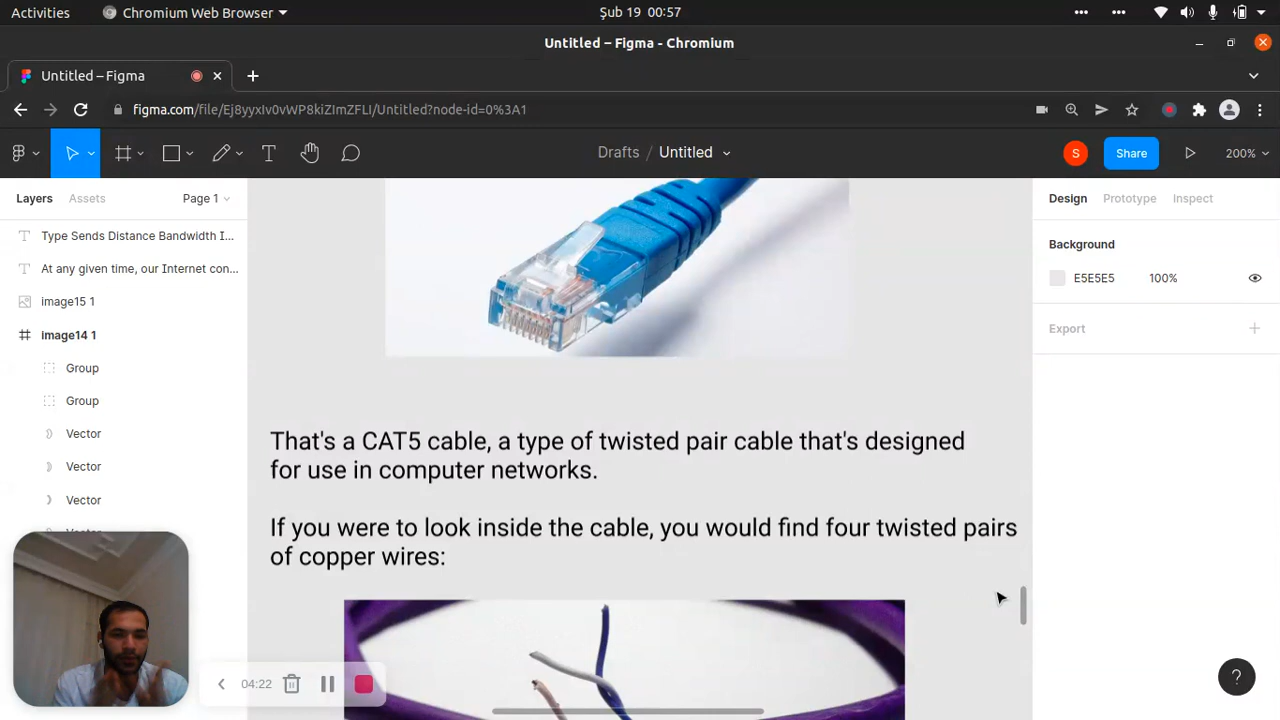 Activities
Chromium Web Browser
Şub 19 00:57
Untitled – Figma - Chromium
Untitled – Figma
figma.com/file/Ej8yyxIv0vWP8kiZImZFLI/Untitled?node-id=0%3A1
Drafts / Untitled
S
Share
200%
Layers
Assets
Page 1
Design
Prototype
Inspect
Type Sends Distance Bandwidth I...
At any given time, our Internet con...
image15 1
image14 1
Group
Group
Vector
Vector
Vector
Background
E5E5E5
100%
Export
That's a CAT5 cable, a type of twisted pair cable that's designed
for use in computer networks.
If you were to look inside the cable, you would find four twisted pairs
of copper wires:
04:22
?